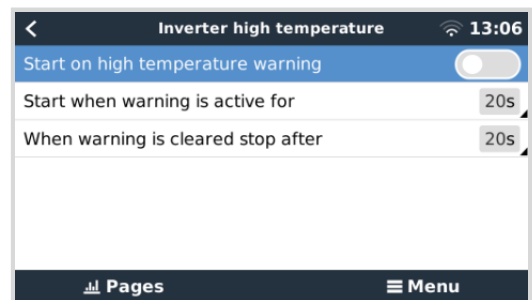 Inverter high temperature 13:06
Start on high temperature warning
Start when warning is active for 20s
When warning is cleared stop after 20s
Pages Menu